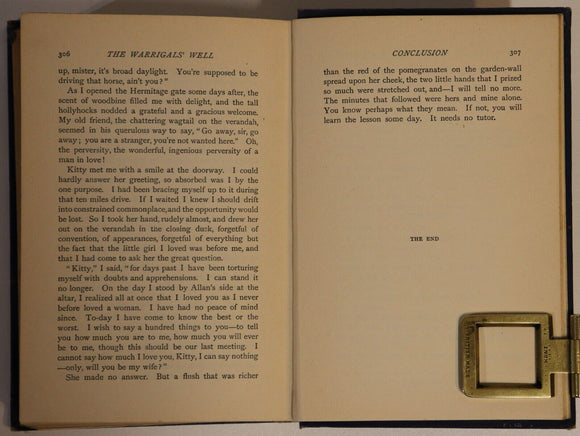 306 THE WARRIGALS' WELL
up, mister, it's broad daylight. You're supposed to be
driving that horse, ain't you?"
As I opened the Hermitage gate some days after, the
scent of woodbine filled me with delight, and the tall
hollyhocks nodded a grateful and a gracious welcome.
My old friend, the chattering wagtail on the verandah,
seemed in his querulous way to say, "Go away, sir, go
away; you are a stranger, you're not wanted here." Oh,
the perversity, the wonderful, ingenious perversity of a
man in love!
Kitty met me with a smile at the doorway. I could
hardly answer her greeting, so absorbed was I by the
one purpose. I had been bracing myself up to it during
that ten miles drive. If I waited I knew I should drift
into constrained commonplace, and the opportunity would
be lost. So I took her hand, rudely almost, and drew her
out on the verandah in the closing dusk, forgetful of
convention, of appearances, forgetful of everything but
the fact that the little girl I loved was before me, and
that I had come to ask her the great question.
"Kitty," I said, "for days past I have been torturing
myself with doubts and apprehensions. I can stand it
no longer. On the day I stood by Allan's side at the
altar, I realized all at once that I loved you as I never
before loved a woman. I have had no peace of mind
since. To-day I have come to know the best or the
worst. I wish to say a hundred things to you—to tell
you how much you are to me, how much you will ever
be to me, though this should be our last meeting. I
cannot say how much I love you, Kitty, I can say nothing
—only, will you be my wife?"
She made no answer. But a flush that was richer
CONCLUSION 307
than the red of the pomegranates on the garden-wall
spread upon her cheek, the two little hands that I prized
so much were stretched out, and—I will tell no more.
The minutes that followed were hers and mine alone.
You know perhaps what they mean. If not, you will
learn the lesson some day. It needs no tutor.
THE END